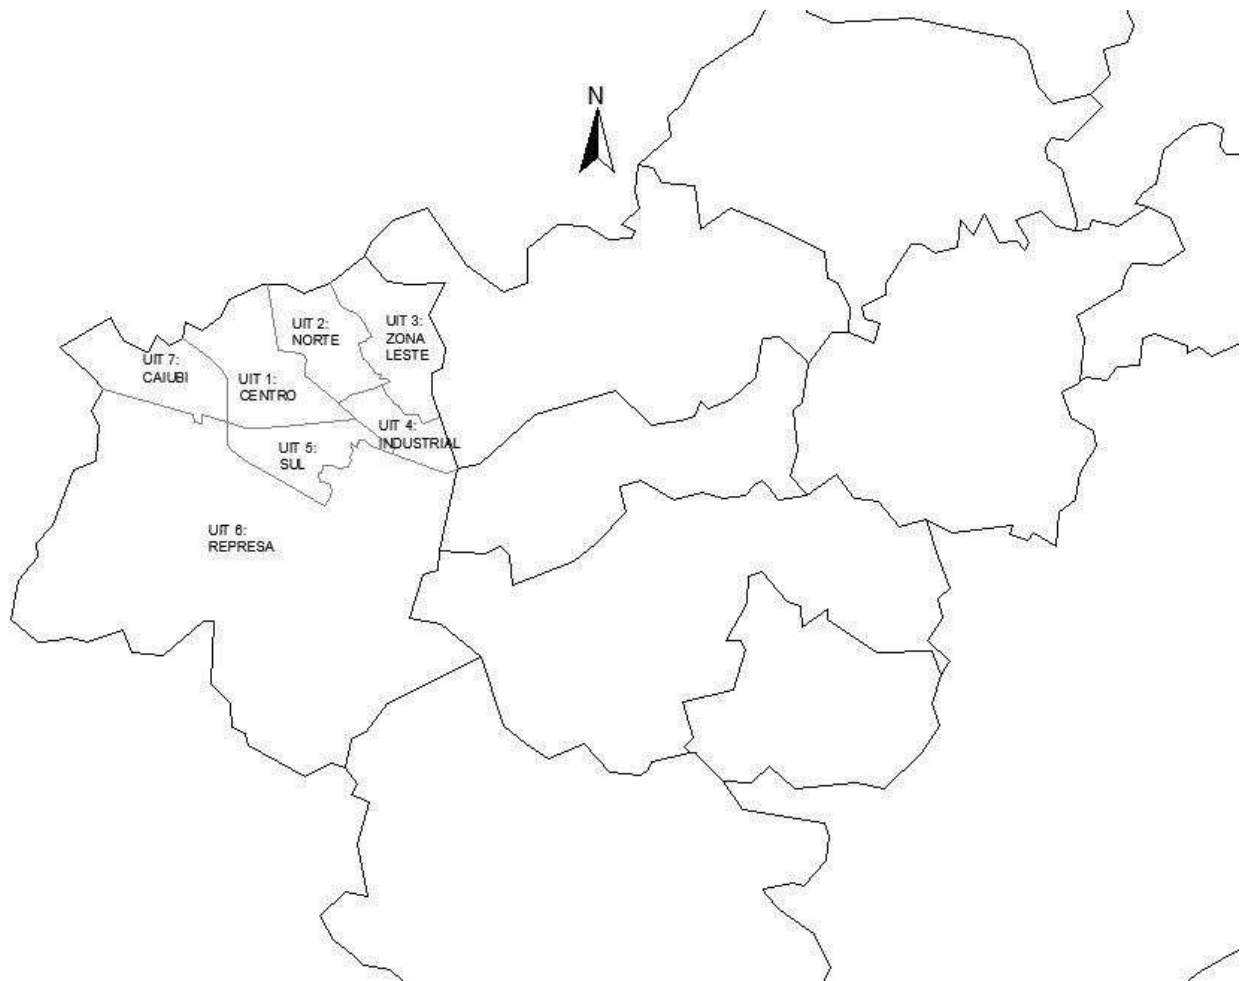 N
UIT 2:
NORTE
UIT 3:
ZONA
LESTE
UIT 7:
CAIUBI
UIT 1:
CENTRO
UIT 4:
INDUSTRIAL
UIT 5:
SUL
UIT 6:
REPRESA